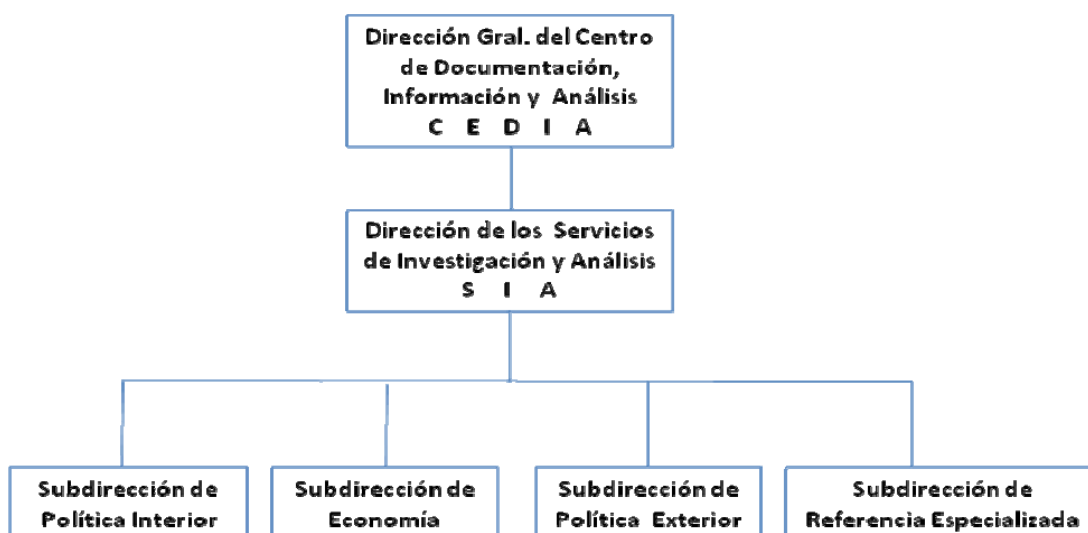 Dirección Gral. del Centro
de Documentación,
Información y Análisis
C E D I A
Dirección de los Servicios
de Investigación y Análisis
S I A
Subdirección de
Política Interior
Subdirección de
Economía
Subdirección de
Política Exterior
Subdirección de
Referencia Especializada